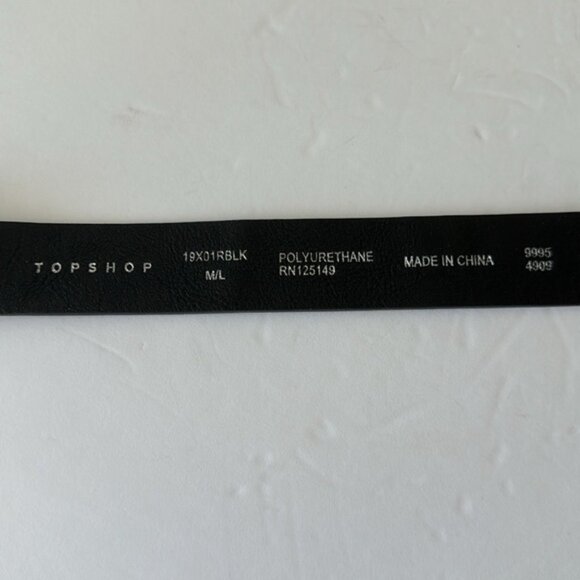 TOPSHOP
19X01RBLK
M/L
POLYURETHANE
RN125149
MADE IN CHINA
9995
4909